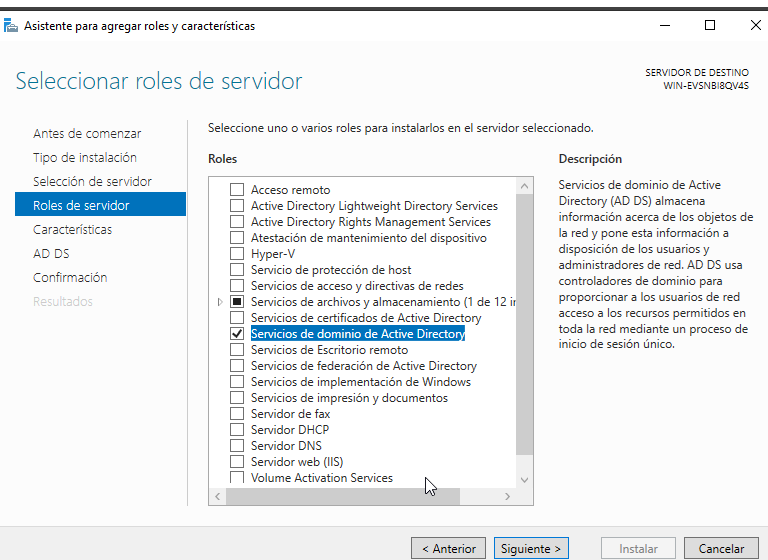 Asistente para agregar roles y características
Seleccionar roles de servidor
SERVIDOR DE DESTINO
WIN-EVSNBI8QV4S
Antes de comenzar
Tipo de instalación
Selección de servidor
Roles de servidor
Características
AD DS
Confirmación
Resultados
Seleccione uno o varios roles para instalarlos en el servidor seleccionado.
Roles
Acceso remoto
Active Directory Lightweight Directory Services
Active Directory Rights Management Services
Atestación de mantenimiento del dispositivo
Hyper-V
Servicio de protección de host
Servicios de acceso y directivas de redes
Servicios de archivos y almacenamiento (1 de 12 in
Servicios de certificados de Active Directory
Servicios de dominio de Active Directory
Servicios de Escritorio remoto
Servicios de federación de Active Directory
Servicios de implementación de Windows
Servicios de impresión y documentos
Servidor de fax
Servidor DHCP
Servidor DNS
Servidor web (IIS)
Volume Activation Services
Descripción
Servicios de dominio de Active
Directory (AD DS) almacena
información acerca de los objetos de
la red y pone esta información a
disposición de los usuarios y
administradores de red. AD DS usa
controladores de dominio para
proporcionar a los usuarios de red
acceso a los recursos permitidos en
toda la red mediante un proceso de
inicio de sesión único.
< Anterior
Siguiente >
Instalar
Cancelar